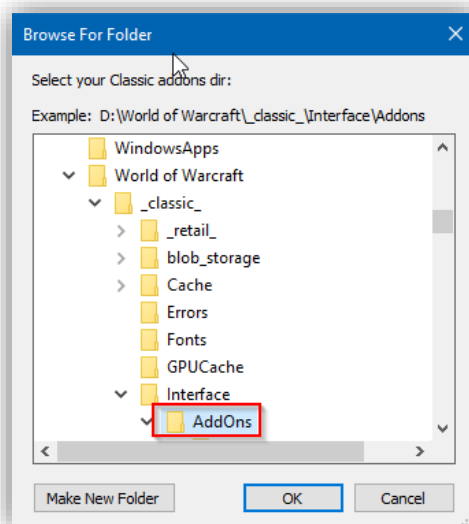 Browse For Folder
Select your Classic addons dir:
Example: D:\World of Warcraft\_classic_\Interface\Addons
WindowsApps
World of Warcraft
_classic_
_retail_
blob_storage
Cache
Errors
Fonts
GPUCache
Interface
AddOns
Make New Folder OK Cancel